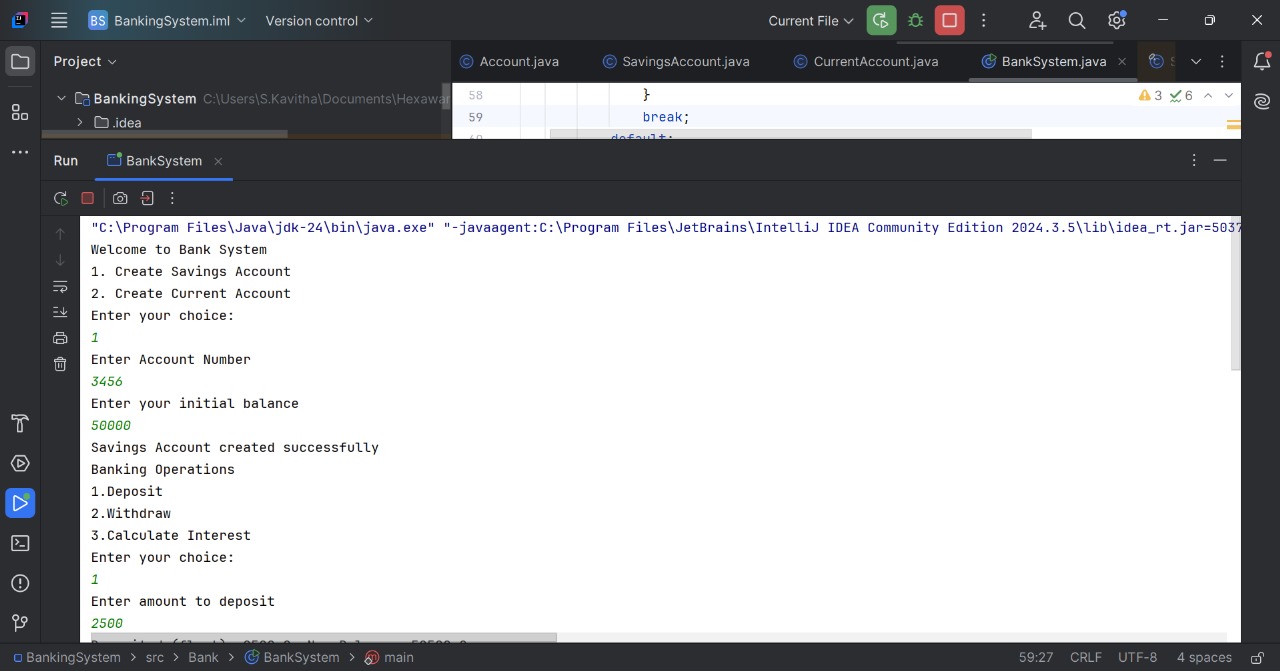 BS BankingSystem.iml Version control Current File
Project
Account.java SavingsAccount.java CurrentAccount.java BankSystem.java
BankingSystem C:\Users\S.Kavitha\Documents\Hexawar
.idea
58 }
3 6
59 break;
default:
Run BankSystem
"C:\Program Files\Java\jdk-24\bin\java.exe" "-javaagent:C:\Program Files\JetBrains\IntelliJ IDEA Community Edition 2024.3.5\lib\idea_rt.jar=5037
Welcome to Bank System
1. Create Savings Account
2. Create Current Account
Enter your choice:
1
Enter Account Number
3456
Enter your initial balance
50000
Savings Account created successfully
Banking Operations
1.Deposit
2.Withdraw
3.Calculate Interest
Enter your choice:
1
Enter amount to deposit
2500
BankingSystem > src > Bank > BankSystem > main 59:27 CRLF UTF-8 4 spaces